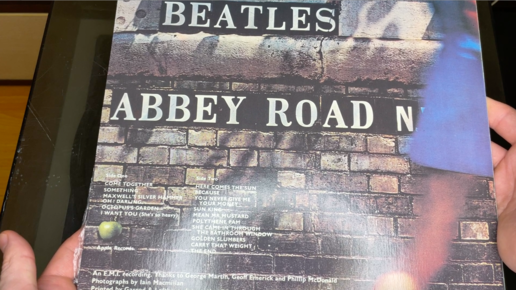 BEATLES
ABBEY ROAD N
Side One
COME TOGETHER
SOMETHING
MAXWELL'S SILVER HAMMER
OH! DARLING
OCTOPUS'S GARDEN
I WANT YOU (She's so heavy)
HERE COMES THE SUN
BECAUSE
YOU NEVER GIVE ME
YOUR MONEY
SUN KING
MEAN MR. MUSTARD
POLYTHENE PAM
SHE CAME IN THROUGH
THE BATHROOM WINDOW
GOLDEN SLUMBERS
CARRY THAT WEIGHT
THE END
Apple Records
An E.M.I. recording. Thanks to George Martin, Geoff Emerick and Phillip McDonald
Photographs by Iain Macmillan
Printed by